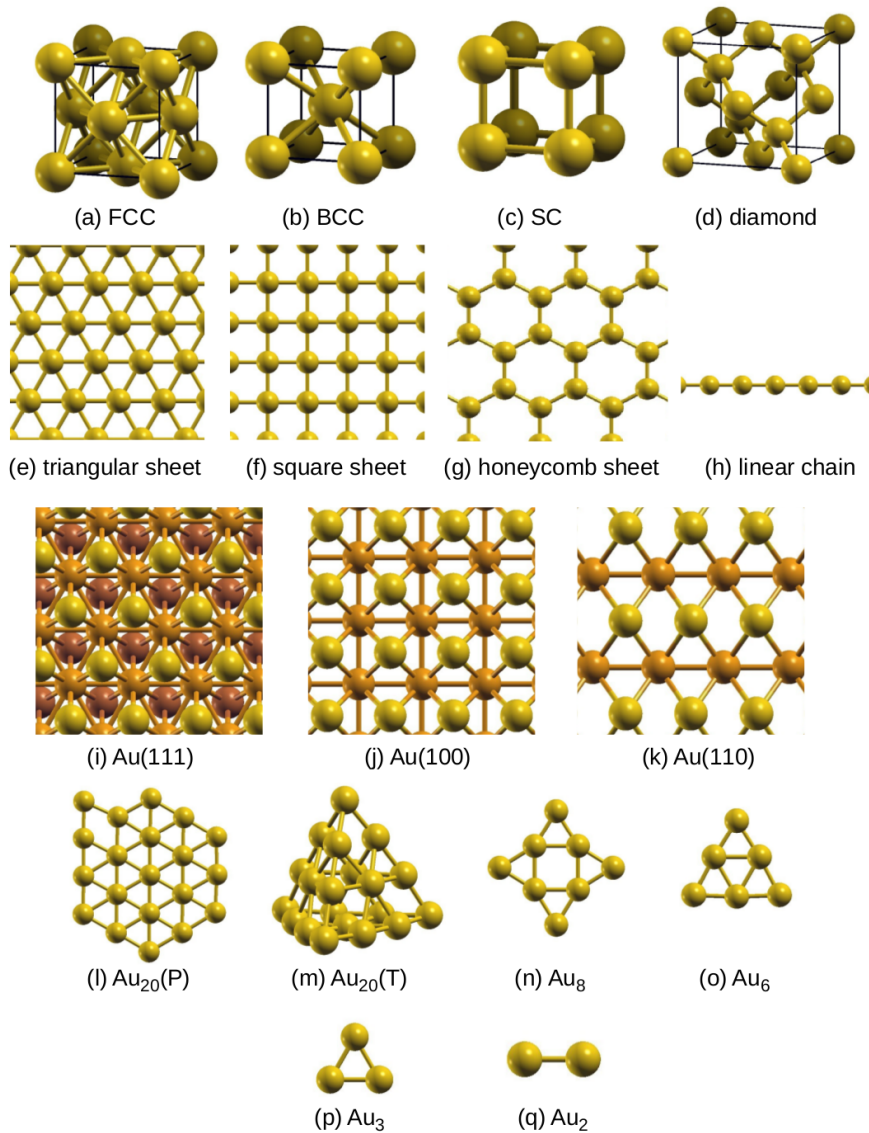 (a) FCC (b) BCC (c) SC (d) diamond
(e) triangular sheet (f) square sheet (g) honeycomb sheet (h) linear chain
(i) Au(111) (j) Au(100) (k) Au(110)
(l) Au₂₀(P) (m) Au₂₀(T) (n) Au₈ (o) Au₆
(p) Au₃ (q) Au₂